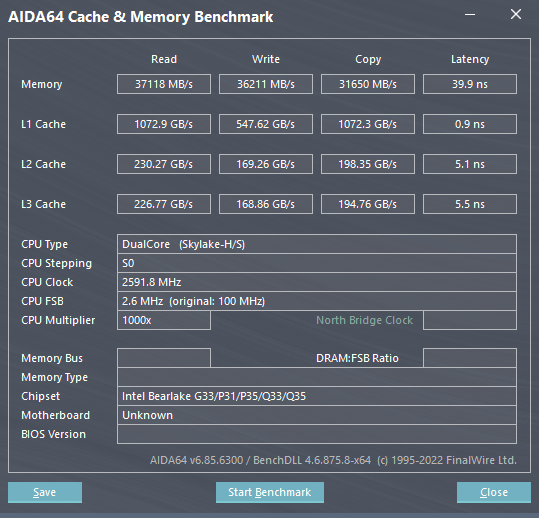 AIDA64 Cache & Memory Benchmark
Read Write Copy Latency
Memory 37118 MB/s 36211 MB/s 31650 MB/s 39.9 ns
L1 Cache 1072.9 GB/s 547.62 GB/s 1072.3 GB/s 0.9 ns
L2 Cache 230.27 GB/s 169.26 GB/s 198.35 GB/s 5.1 ns
L3 Cache 226.77 GB/s 168.86 GB/s 194.76 GB/s 5.5 ns
CPU Type DualCore (Skylake-H/S)
CPU Stepping S0
CPU Clock 2591.8 MHz
CPU FSB 2.6 MHz (original: 100 MHz)
CPU Multiplier 1000x North Bridge Clock
Memory Bus DRAM:FSB Ratio
Memory Type
Chipset Intel Bearlake G33/P31/P35/Q33/Q35
Motherboard Unknown
BIOS Version
AIDA64 v6.85.6300 / BenchDLL 4.6.875.8-x64 (c) 1995-2022 FinalWire Ltd.
Save Start Benchmark Close